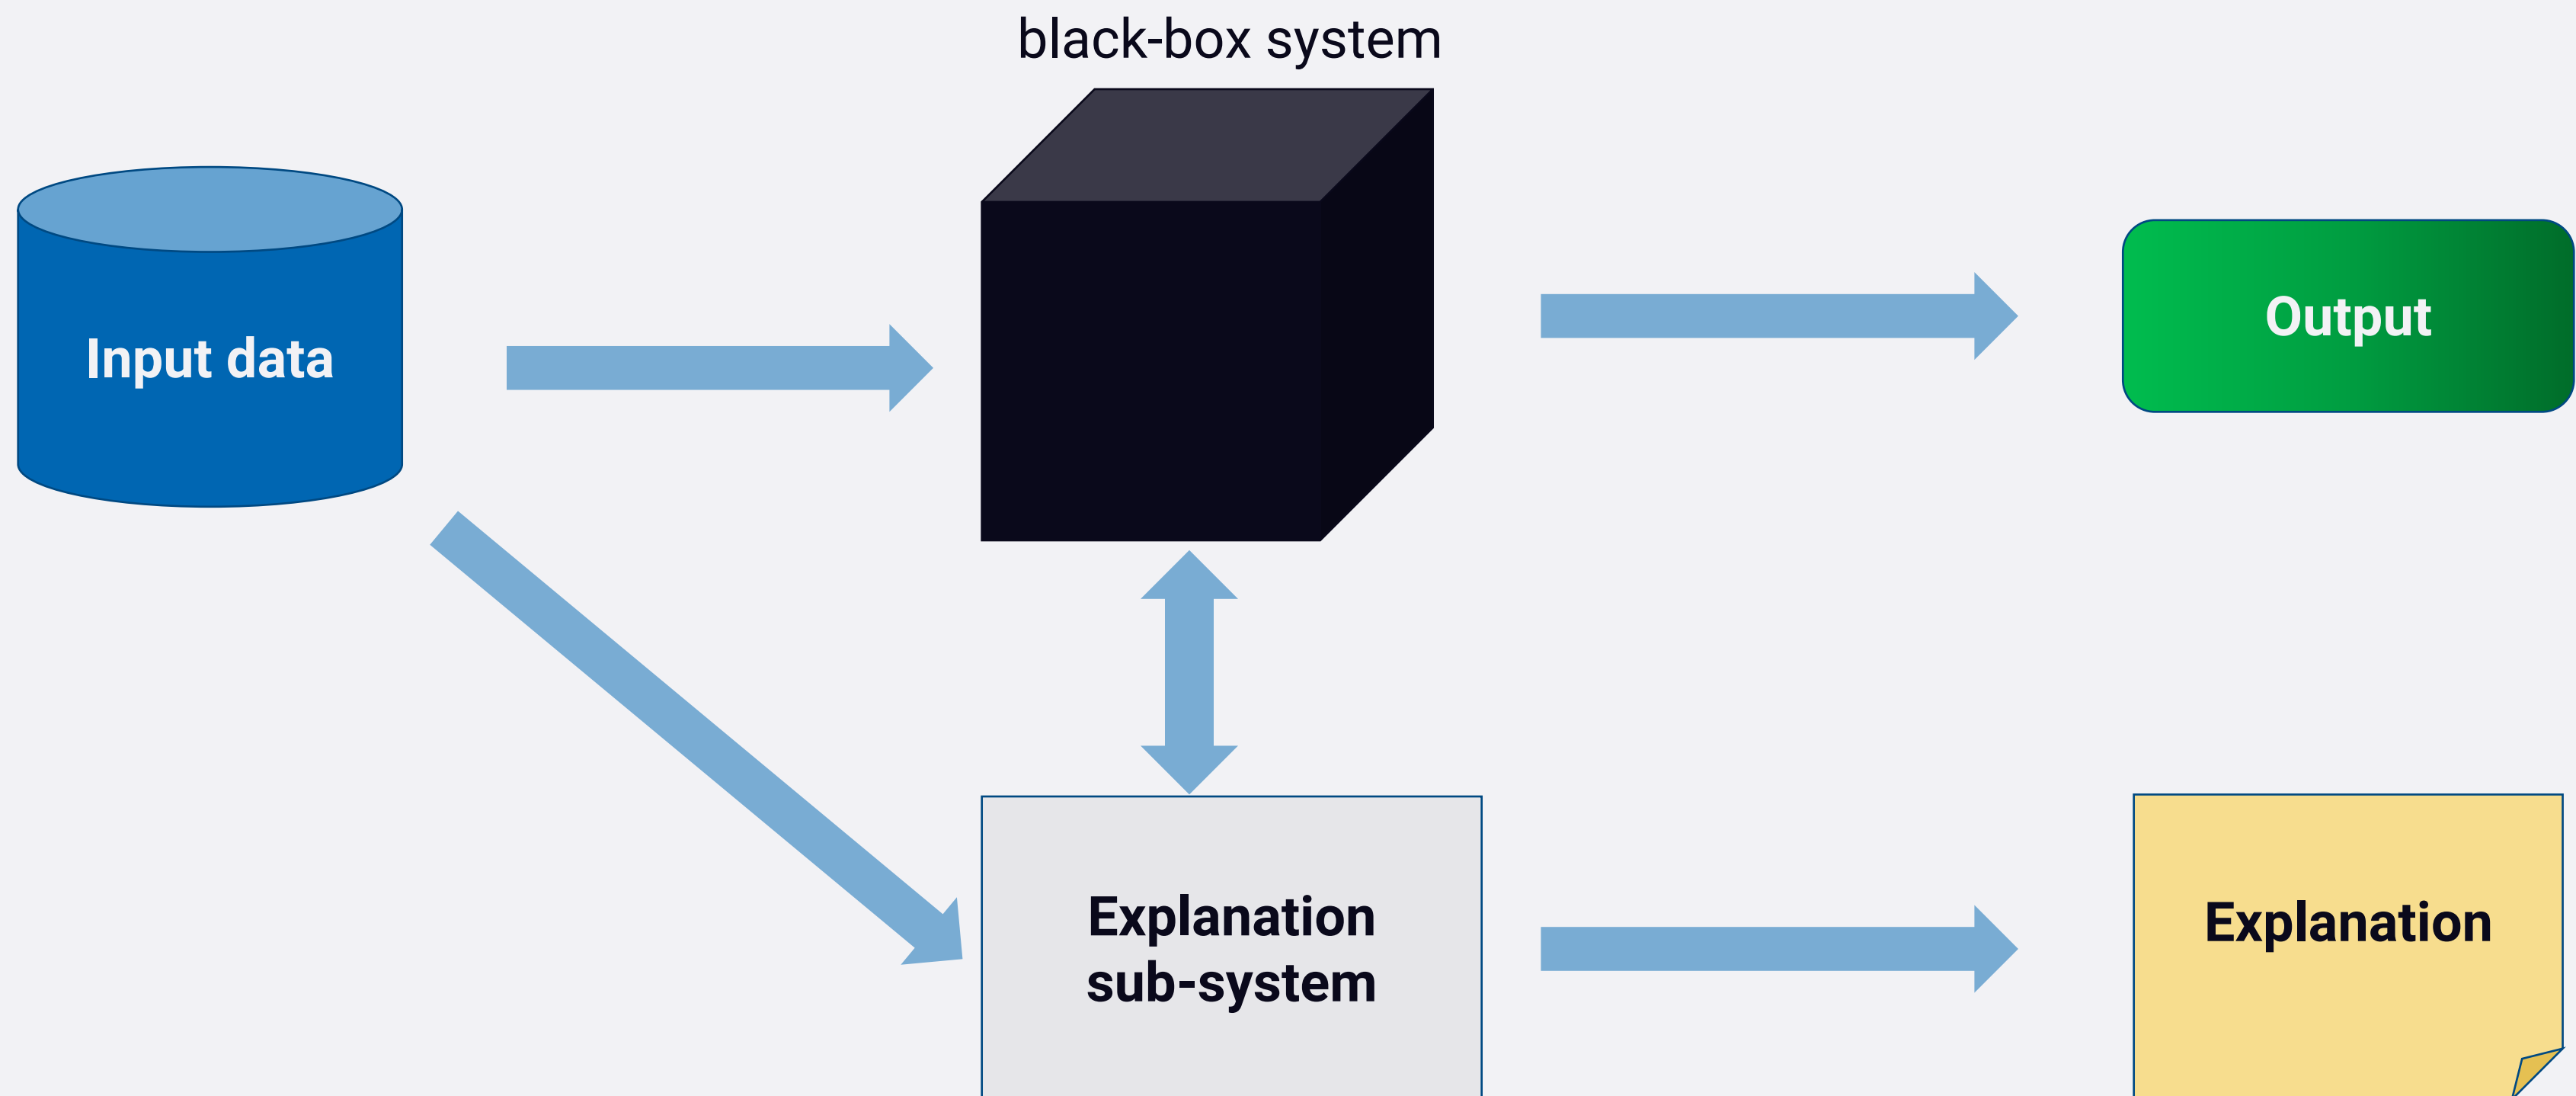 black-box system
Input data
Output
Explanation
sub-system
Explanation